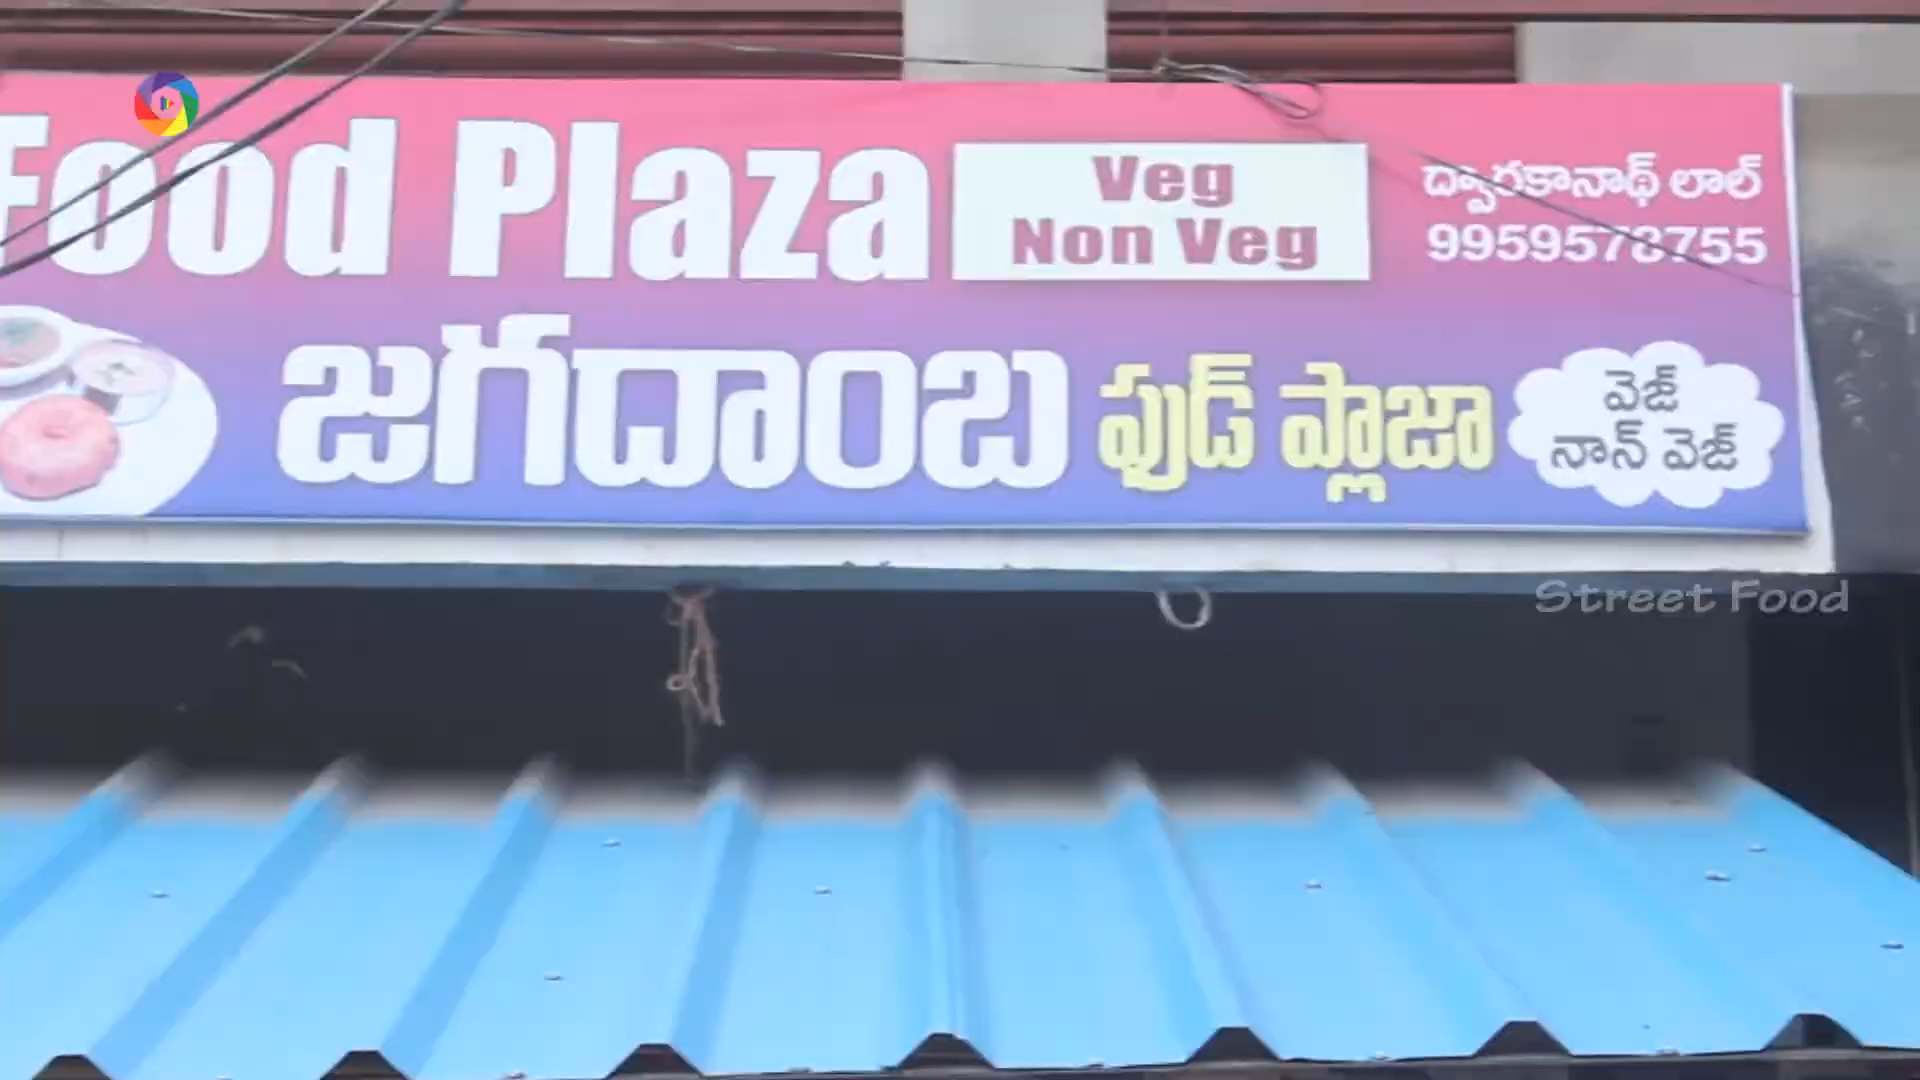 Food Plaza
Veg
Non Veg
ద్వారకానాథ్ లాల్
9959573755
జగదాంబ ఫుడ్ ప్లాజా
వెజ్
నాన్ వెజ్
Street Food